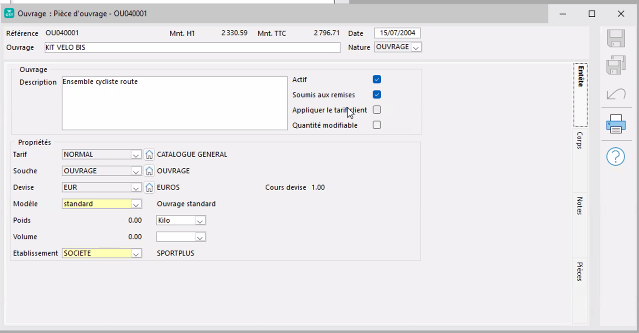 Ouvrage : Pièce d'ouvrage - OU040001
Référence OU040001 Mnt. HT 2 330.59 Mnt. TTC 2 796.71 Date 15/07/2004
Ouvrage KIT VELO BIS Nature OUVRAGE
Ouvrage
Description Ensemble cycliste route
Actif
Soumis aux remises
Appliquer le tarif client
Quantité modifiable
Propriétés
Tarif NORMAL CATALOGUE GENERAL
Souche OUVRAGE OUVRAGE
Devise EUR EUROS Cours devise 1.00
Modèle standard Ouvrage standard
Poids 0.00 Kilo
Volume 0.00
Etablissement SOCIETE SPORTPLUS
Entête
Corps
Notes
Pièces